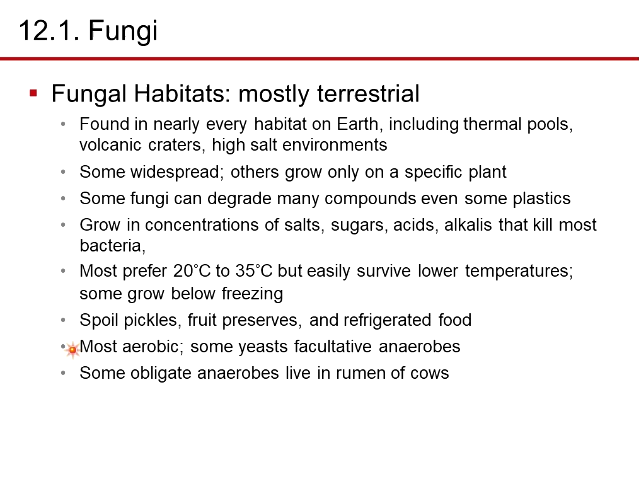 12.1. Fungi
Fungal Habitats: mostly terrestrial
Found in nearly every habitat on Earth, including thermal pools,
volcanic craters, high salt environments
Some widespread; others grow only on a specific plant
Some fungi can degrade many compounds even some plastics
Grow in concentrations of salts, sugars, acids, alkalis that kill most
bacteria,
Most prefer 20°C to 35°C but easily survive lower temperatures;
some grow below freezing
Spoil pickles, fruit preserves, and refrigerated food
Most aerobic; some yeasts facultative anaerobes
Some obligate anaerobes live in rumen of cows